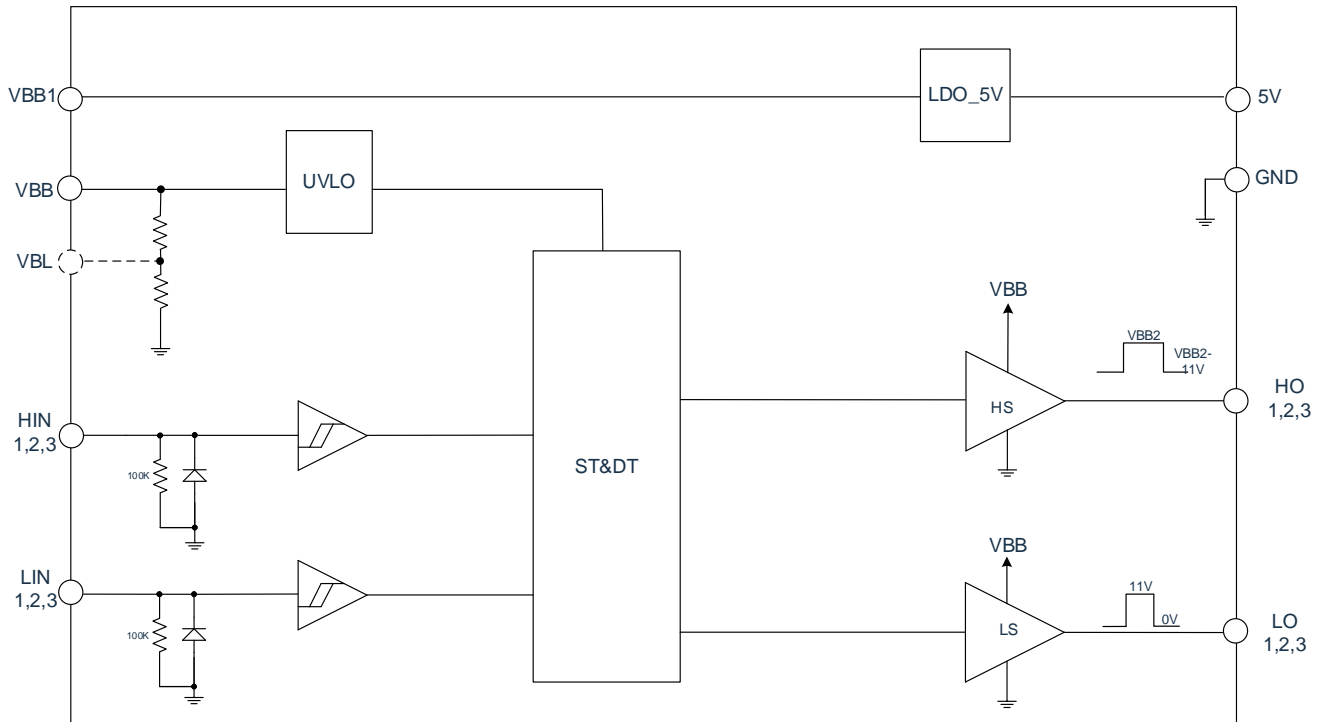 VBB1
LDO_5V
5V
VBB
UVLO
GND
VBL
VBB
VBB2
VBB2-
11V
HIN
1,2,3
HS
HO
1,2,3
100K
ST&DT
VBB
LIN
1,2,3
11V
0V
LS
LO
1,2,3
100K